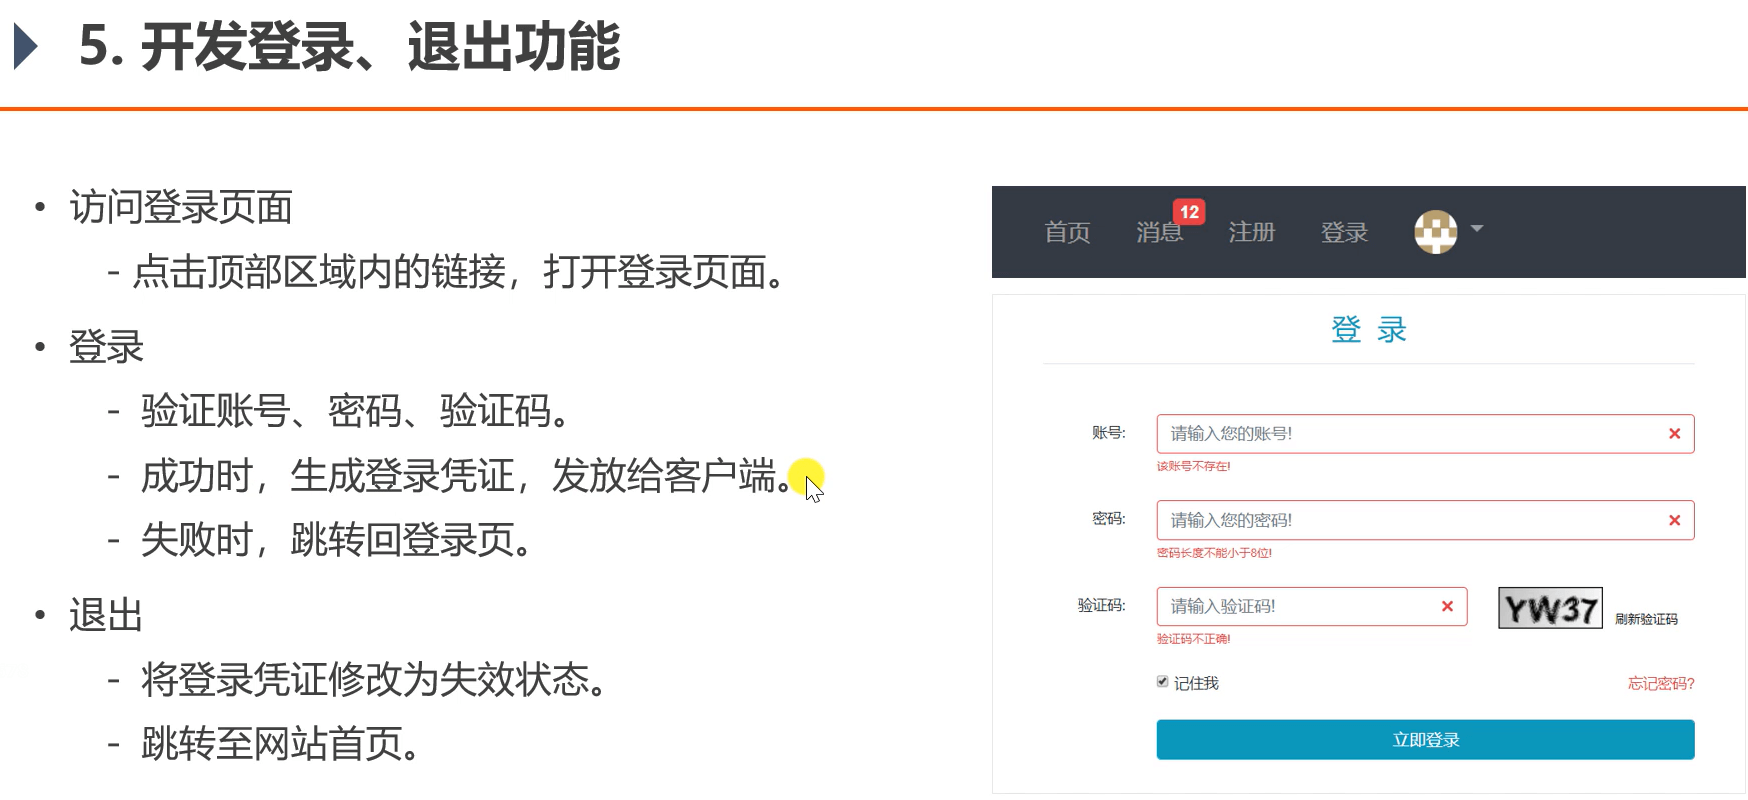 5. 开发登录、退出功能
• 访问登录页面
- 点击顶部区域内的链接，打开登录页面。
• 登录
- 验证账号、密码、验证码。
- 成功时，生成登录凭证，发放给客户端。
- 失败时，跳转回登录页。
• 退出
- 将登录凭证修改为失效状态。
- 跳转至网站首页。
首页 消息 12 注册 登录
登 录
账号: 请输入您的账号!
该账号不存在!
密码: 请输入您的密码!
密码长度不能小于8位!
验证码: 请输入验证码! YW37 刷新验证码
验证码不正确!
记住我 忘记密码?
立即登录